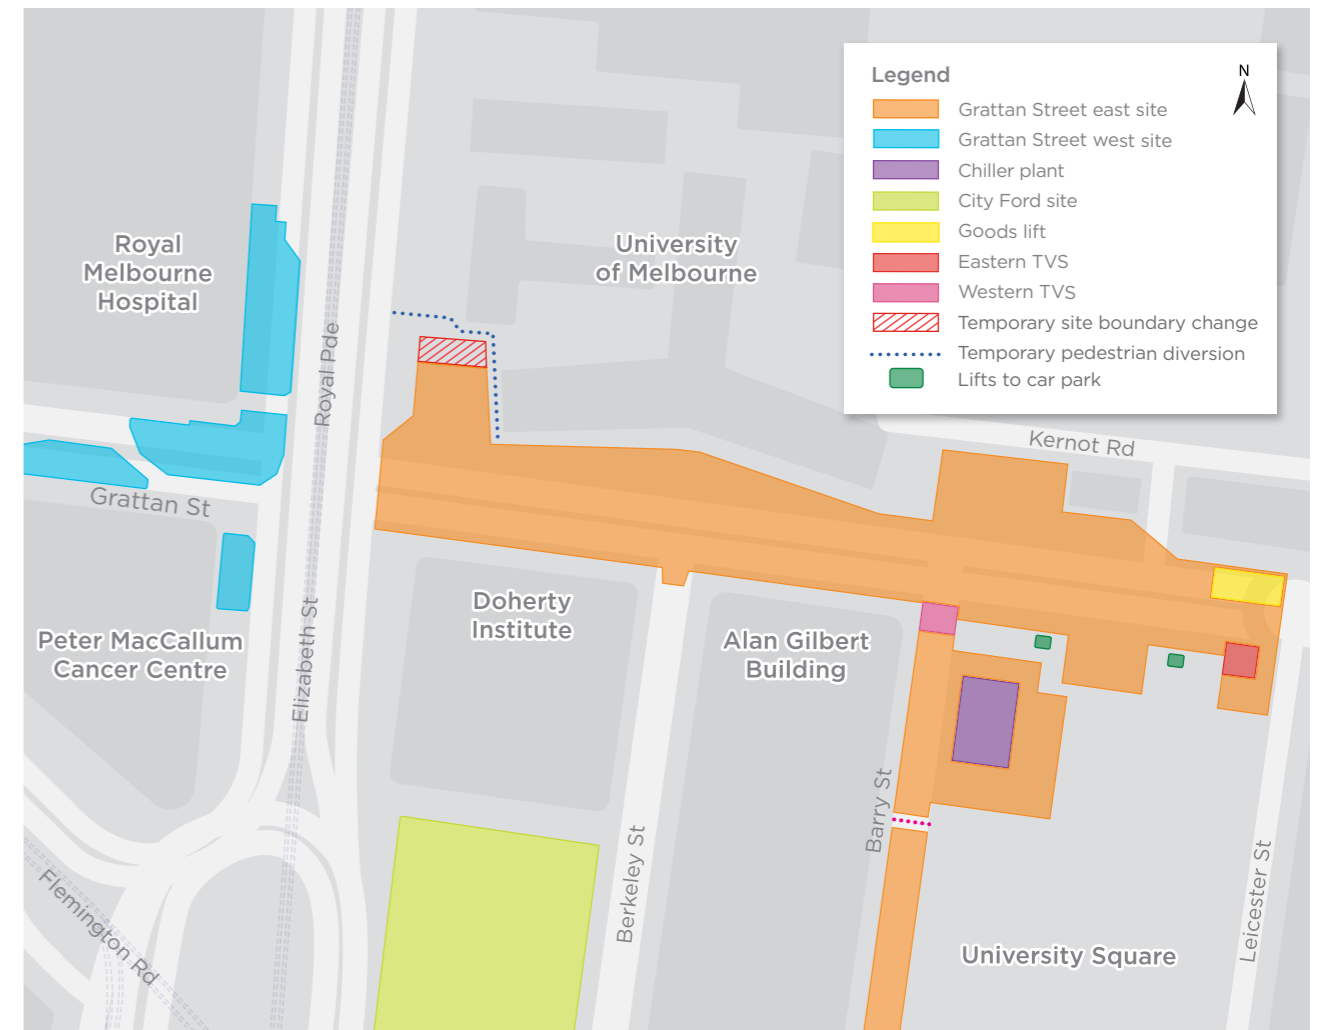 Legend
N
Grattan Street east site
Grattan Street west site
Chiller plant
City Ford site
Goods lift
Eastern TVS
Western TVS
Temporary site boundary change
Temporary pedestrian diversion
Lifts to car park
Royal
Melbourne
Hospital
University
of Melbourne
Royal Pde
Kernot Rd
Grattan St
Doherty
Institute
Peter MacCallum
Cancer Centre
Elizabeth St
Alan Gilbert
Building
Barry St
Berkeley St
Leicester St
Flemington Rd
University Square